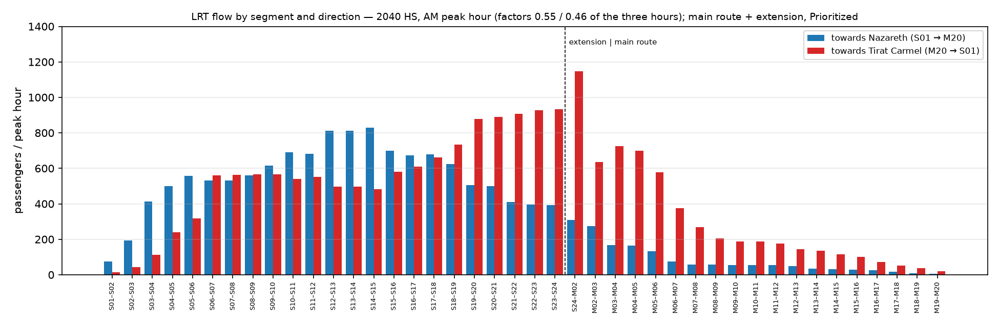 LRT flow by segment and direction — 2040 HS, AM peak hour (factors 0.55 / 0.46 of the three hours); main route + extension, Prioritized
passengers / peak hour
1400
1200
1000
800
600
400
200
0
extension | main route
towards Nazareth (S01 → M20)
towards Tirat Carmel (M20 → S01)
S01–S02
S02–S03
S03–S04
S04–S05
S05–S06
S06–S07
S07–S08
S08–S09
S09–S10
S10–S11
S11–S12
S12–S13
S13–S14
S14–S15
S15–S16
S16–S17
S17–S18
S18–S19
S19–S20
S20–S21
S21–S22
S22–S23
S23–S24
S24–M02
M02–M03
M03–M04
M04–M05
M05–M06
M06–M07
M07–M08
M08–M09
M09–M10
M10–M11
M11–M12
M12–M13
M13–M14
M14–M15
M15–M16
M16–M17
M17–M18
M18–M19
M19–M20